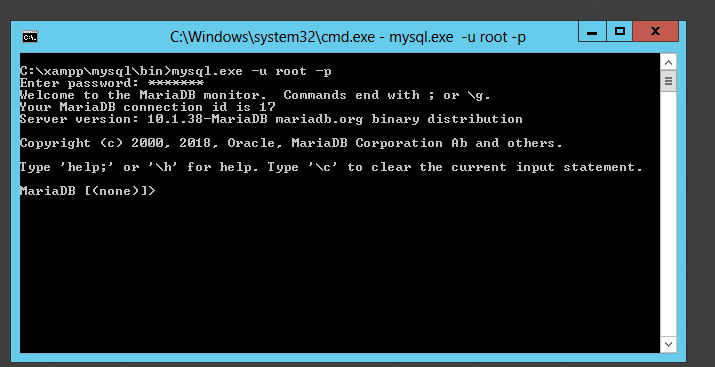 C:\Windows\system32\cmd.exe - mysql.exe -u root -p
C:\xampp\mysql\bin>mysql.exe -u root -p
Enter password: *******
Welcome to the MariaDB monitor.  Commands end with ; or \g.
Your MariaDB connection id is 17
Server version: 10.1.38-MariaDB mariadb.org binary distribution
Copyright (c) 2000, 2018, Oracle, MariaDB Corporation Ab and others.
Type 'help;' or '\h' for help. Type '\c' to clear the current input statement.
MariaDB [(none)]>